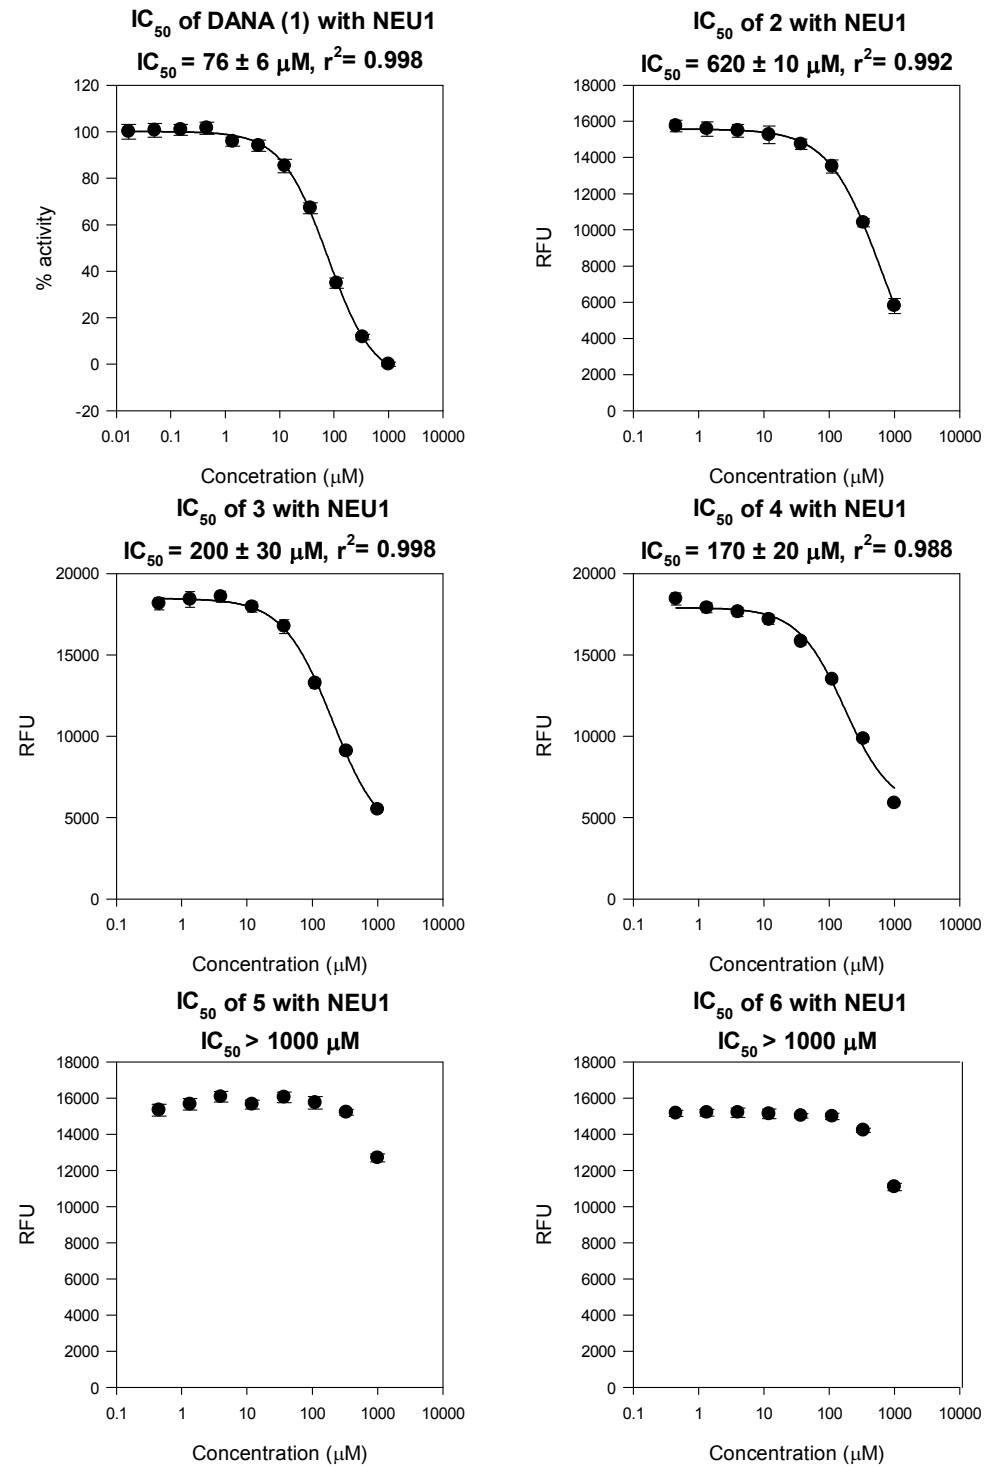 IC50 of DANA (1) with NEU1
IC50 = 76 ± 6 μM, r2= 0.998
120
100
80
60
40
20
0
-20
% activity
0.01 0.1 1 10 100 1000 10000
Concetration (μM)
IC50 of 2 with NEU1
IC50 = 620 ± 10 μM, r2= 0.992
18000
16000
14000
12000
10000
8000
6000
4000
2000
0
RFU
0.1 1 10 100 1000 10000
Concentration (μM)
IC50 of 3 with NEU1
IC50 = 200 ± 30 μM, r2= 0.998
20000
15000
10000
5000
0
RFU
0.1 1 10 100 1000 10000
Concentration (μM)
IC50 of 4 with NEU1
IC50 = 170 ± 20 μM, r2= 0.988
20000
15000
10000
5000
0
RFU
0.1 1 10 100 1000 10000
Concentration (μM)
IC50 of 5 with NEU1
IC50 > 1000 μM
18000
16000
14000
12000
10000
8000
6000
4000
2000
0
RFU
0.1 1 10 100 1000 10000
Concentration (μM)
IC50 of 6 with NEU1
IC50 > 1000 μM
18000
16000
14000
12000
10000
8000
6000
4000
2000
0
RFU
0.1 1 10 100 1000 10000
Concentration (μM)